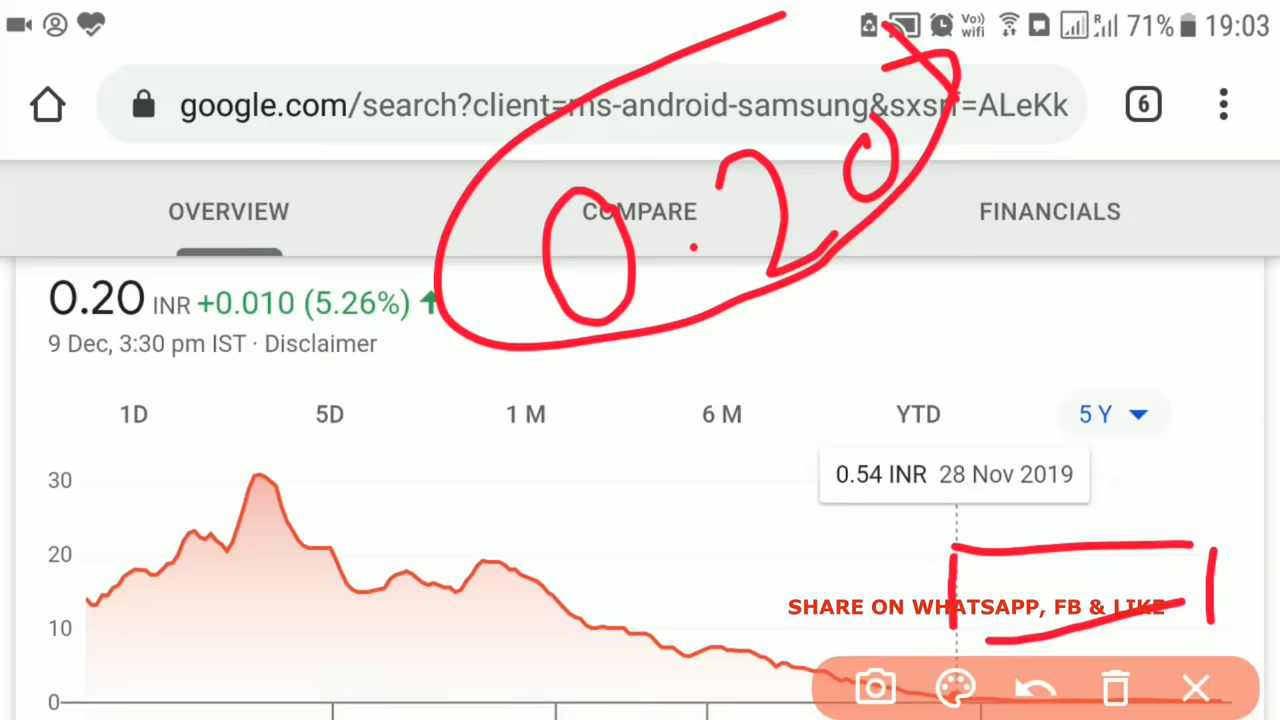 Vo)) wifi R 71% 19:03
google.com/search?client=ms-android-samsung&sxsrf=ALeKk 6
0.20
OVERVIEW COMPARE FINANCIALS
0.20 INR +0.010 (5.26%) ↑
9 Dec, 3:30 pm IST · Disclaimer
1D 5D 1 M 6 M YTD 5 Y
0.54 INR 28 Nov 2019
30
20
10
0
SHARE ON WHATSAPP, FB & LIKE